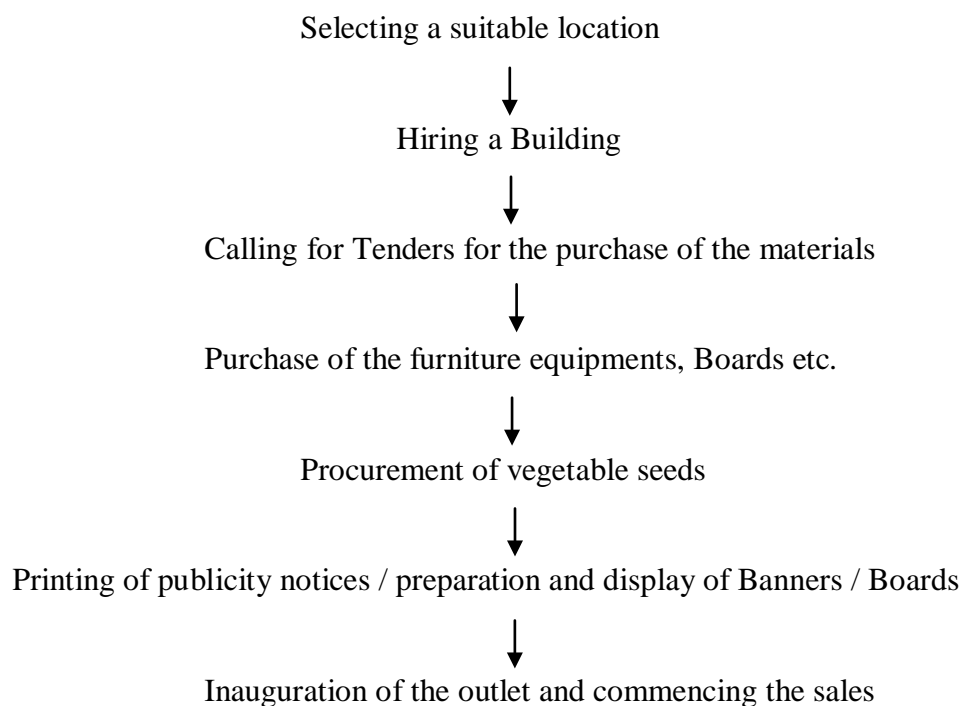 Selecting a suitable location
Hiring a Building
Calling for Tenders for the purchase of the materials
Purchase of the furniture equipments, Boards etc.
Procurement of vegetable seeds
Printing of publicity notices / preparation and display of Banners / Boards
Inauguration of the outlet and commencing the sales